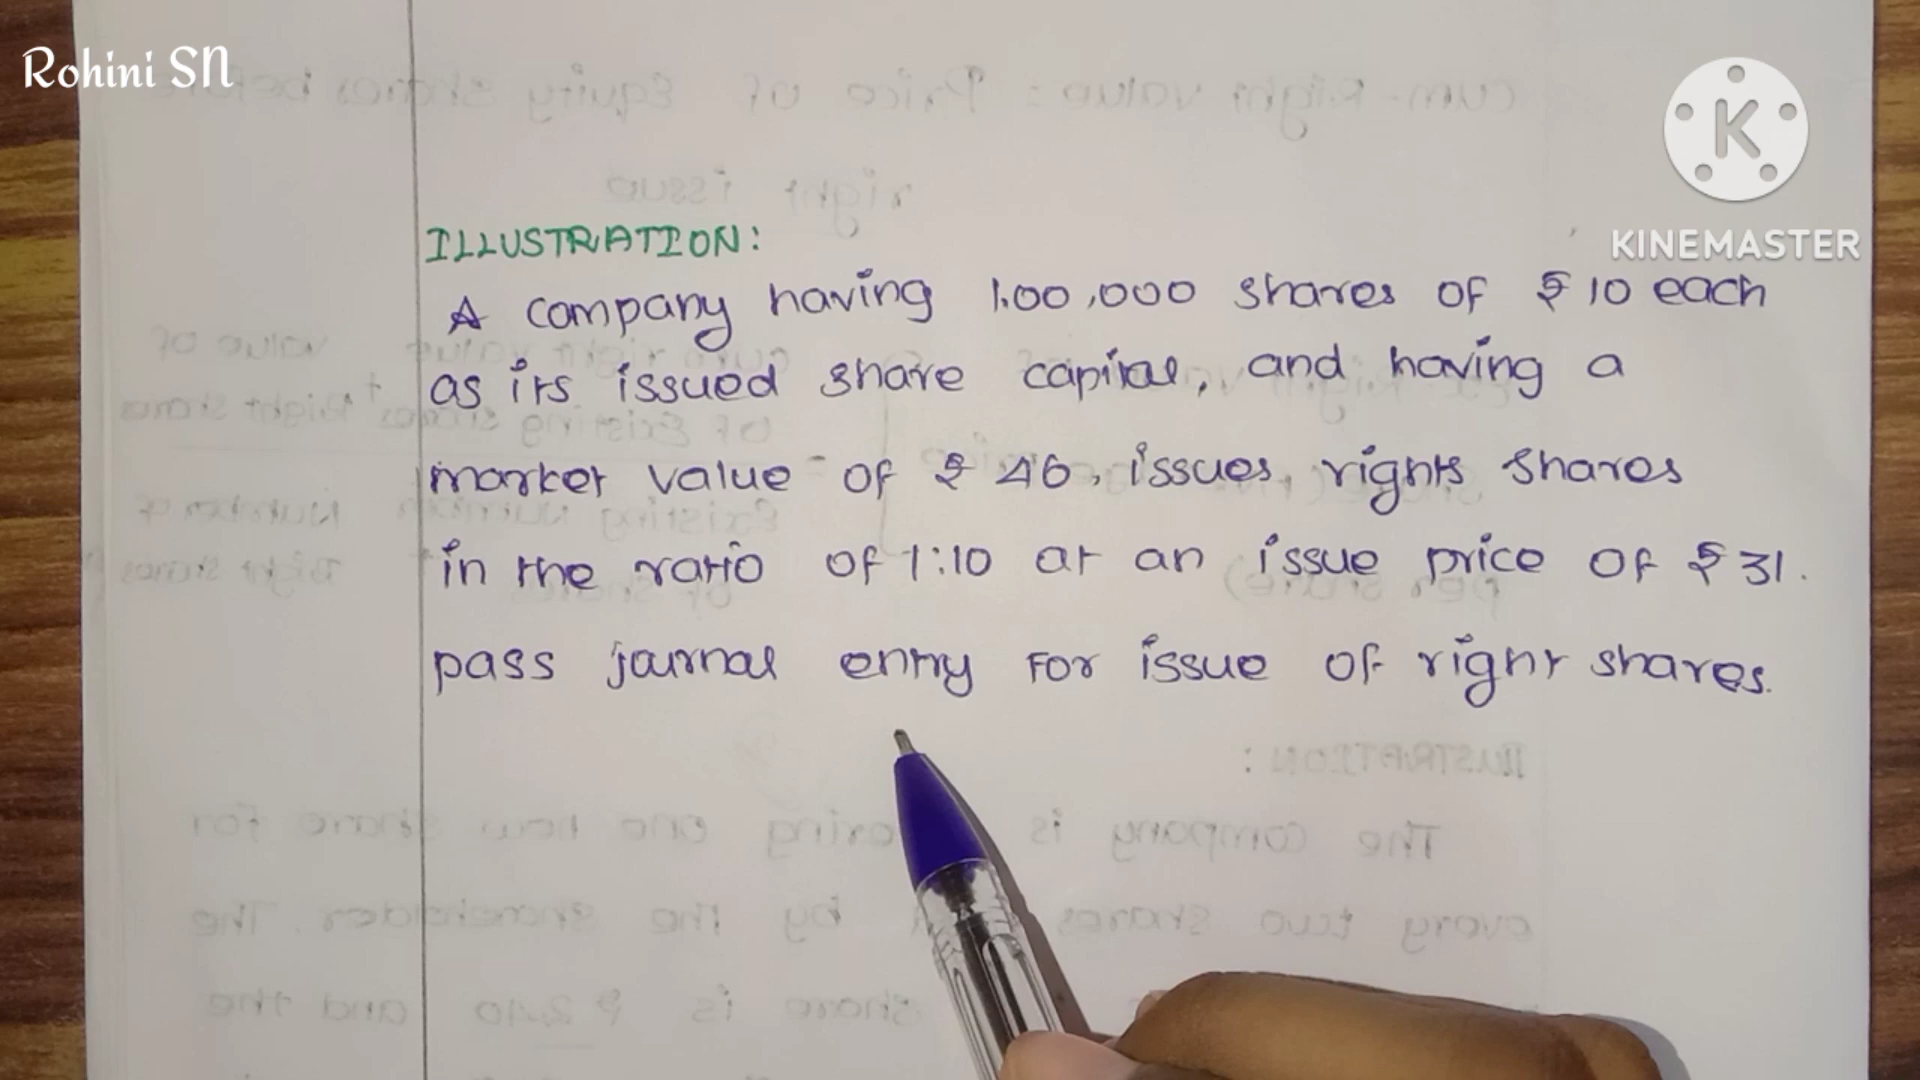 Rohini SN
KINEMASTER
ILLUSTRATION:
A company having 1,00,000 shares of ₹10 each
as its issued share capital, and having a
market value of ₹ 46, issues, rights shares
in the ratio of 1:10 at an issue price of ₹31.
pass journal entry for issue of right shares.